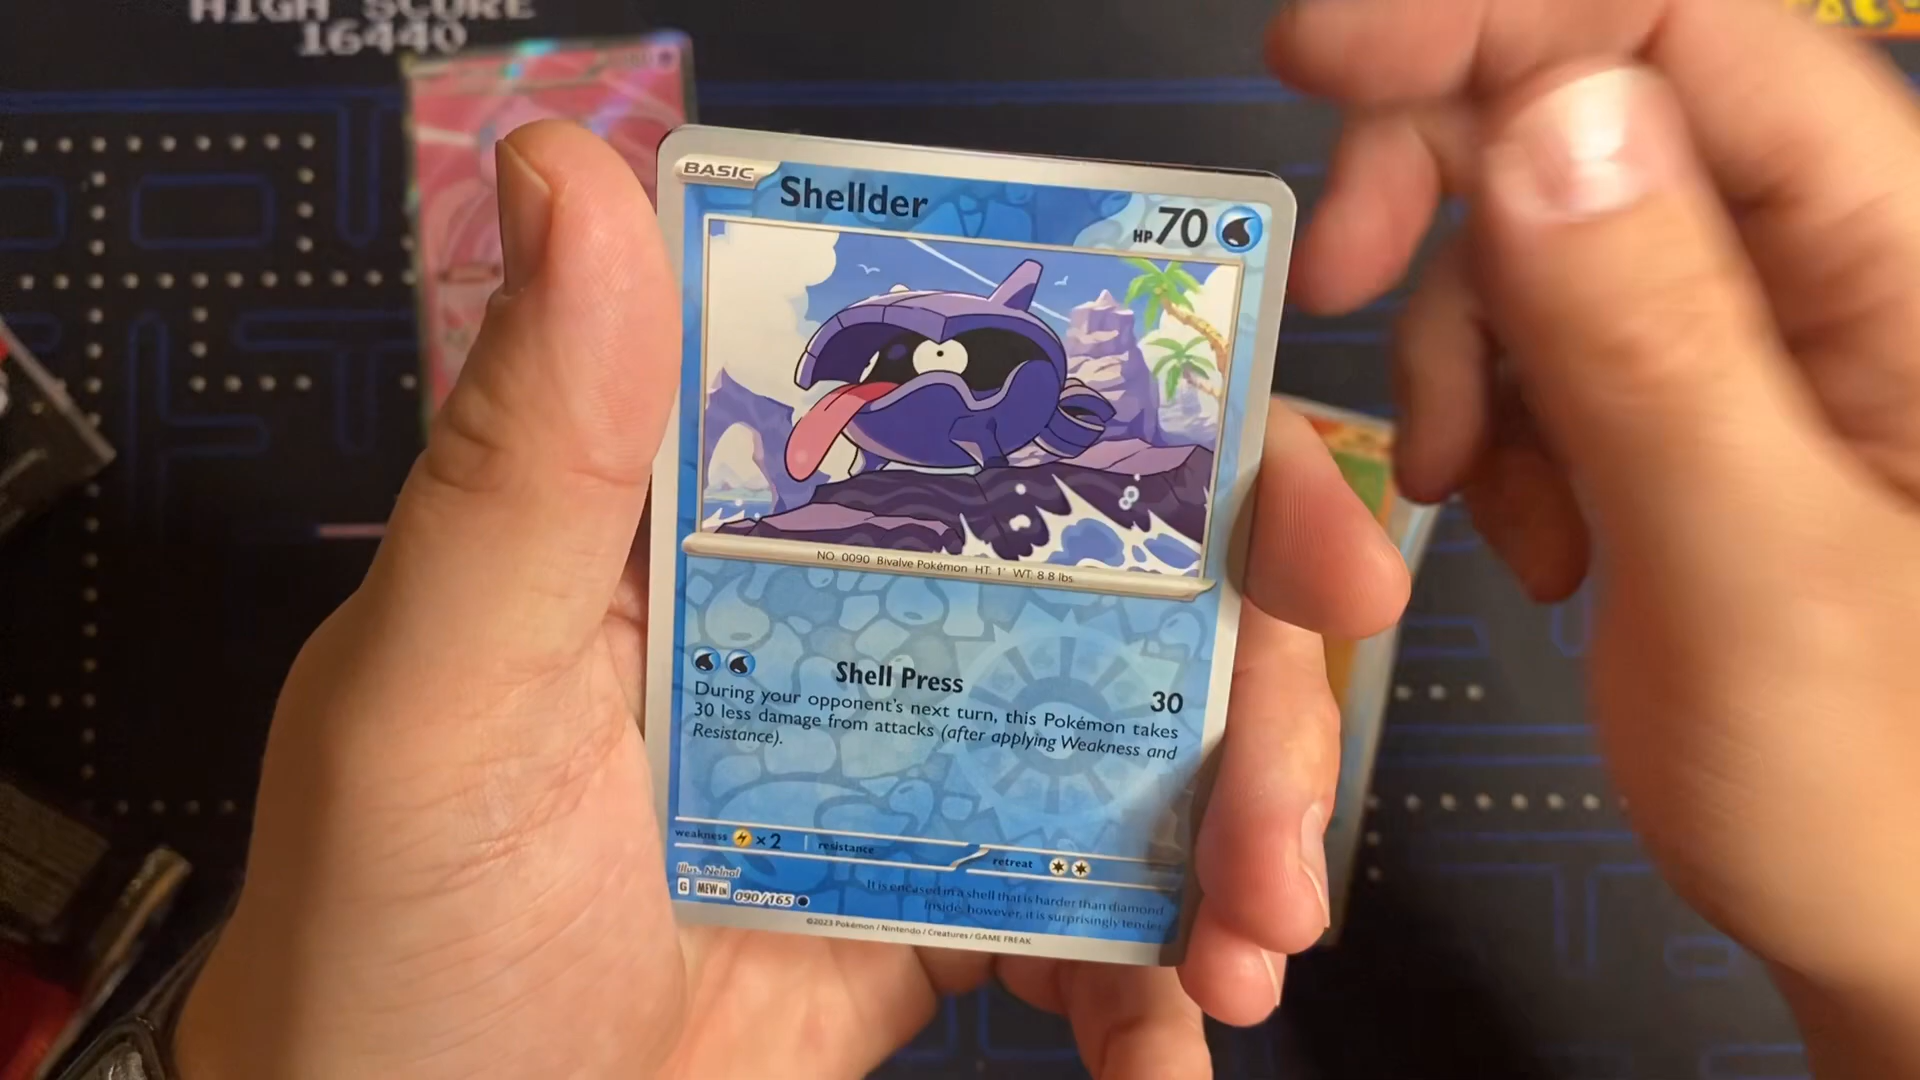 HIGH SCORE
16440
BASIC
Shellder
HP 70
NO. 0090 Bivalve Pokémon HT: 1' WT: 8.8 lbs.
Shell Press
30
During your opponent's next turn, this Pokémon takes
30 less damage from attacks (after applying Weakness and
Resistance).
weakness ×2 resistance
retreat
Illus. Nelnal
It is encased in a shell that is harder than diamond.
Inside, however, it is surprisingly tender.
G MEW EN 090/165
©2023 Pokémon / Nintendo / Creatures / GAME FREAK